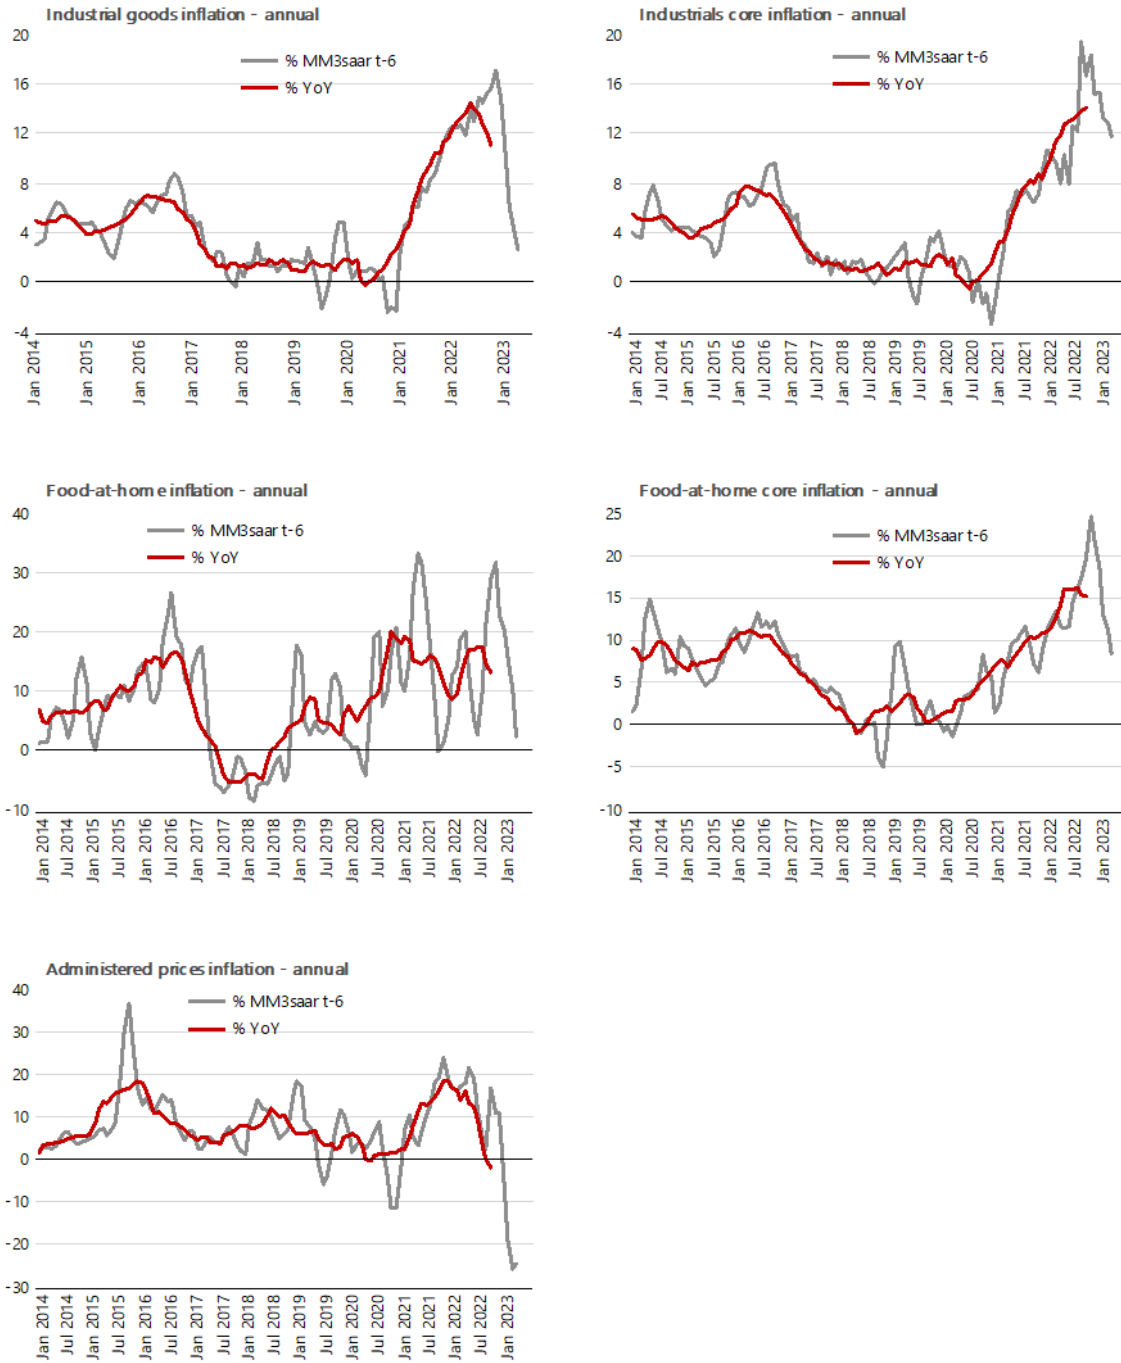 Industrial goods inflation - annual
20
16
12
8
4
0
-4
% MM3saar t-6
% YoY
Jan 2014
Jan 2015
Jan 2016
Jan 2017
Jan 2018
Jan 2019
Jan 2020
Jan 2021
Jan 2022
Jan 2023
Industrials core inflation - annual
20
16
12
8
4
0
-4
% MM3saar t-6
% YoY
Jan 2014
Jul 2014
Jan 2015
Jul 2015
Jan 2016
Jul 2016
Jan 2017
Jul 2017
Jan 2018
Jul 2018
Jan 2019
Jul 2019
Jan 2020
Jul 2020
Jan 2021
Jul 2021
Jan 2022
Jul 2022
Jan 2023
Food-at-home inflation - annual
40
30
20
10
0
-10
% MM3saar t-6
% YoY
Jan 2014
Jul 2014
Jan 2015
Jul 2015
Jan 2016
Jul 2016
Jan 2017
Jul 2017
Jan 2018
Jul 2018
Jan 2019
Jul 2019
Jan 2020
Jul 2020
Jan 2021
Jul 2021
Jan 2022
Jul 2022
Jan 2023
Food-at-home core inflation - annual
25
20
15
10
5
0
-5
-10
% MM3saar t-6
% YoY
Jan 2014
Jul 2014
Jan 2015
Jul 2015
Jan 2016
Jul 2016
Jan 2017
Jul 2017
Jan 2018
Jul 2018
Jan 2019
Jul 2019
Jan 2020
Jul 2020
Jan 2021
Jul 2021
Jan 2022
Jul 2022
Jan 2023
Administered prices inflation - annual
40
30
20
10
0
-10
-20
-30
% MM3saar t-6
% YoY
Jan 2014
Jul 2014
Jan 2015
Jul 2015
Jan 2016
Jul 2016
Jan 2017
Jul 2017
Jan 2018
Jul 2018
Jan 2019
Jul 2019
Jan 2020
Jul 2020
Jan 2021
Jul 2021
Jan 2022
Jul 2022
Jan 2023